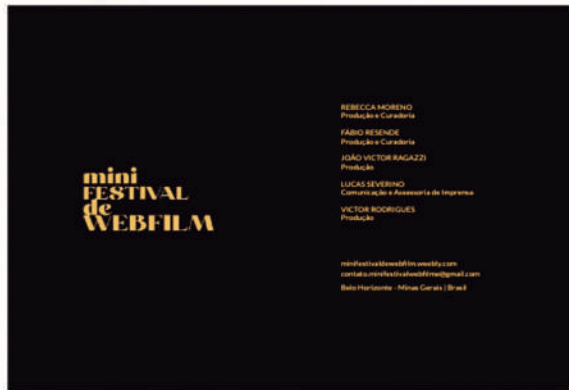 mini
FESTIVAL
de
WEBFILM
REBECCA MORENO
Produção e Curadoria
FÁBIO RESENDE
Produção e Curadoria
JOÃO VICTOR RAGAZZI
Produção
LUCAS SEVERINO
Comunicação e Assessoria de Imprensa
VICTOR RODRIGUES
Produção
minifestivaldewebfilm.weebly.com
contato.minifestivalwebfilme@gmail.com
Belo Horizonte - Minas Gerais | Brasil